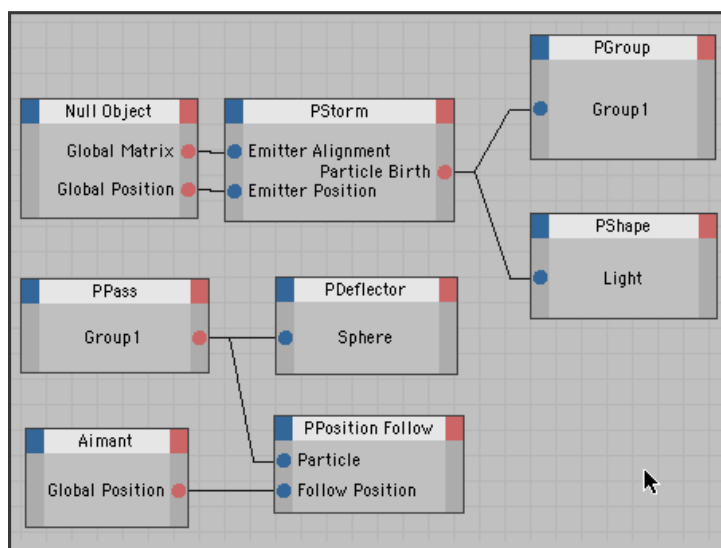 PGroup
Group1
Null Object
Global Matrix
Global Position
PStorm
Emitter Alignment
Particle Birth
Emitter Position
PShape
Light
PPass
Group1
PDeflector
Sphere
Aimant
Global Position
PPosition Follow
Particle
Follow Position